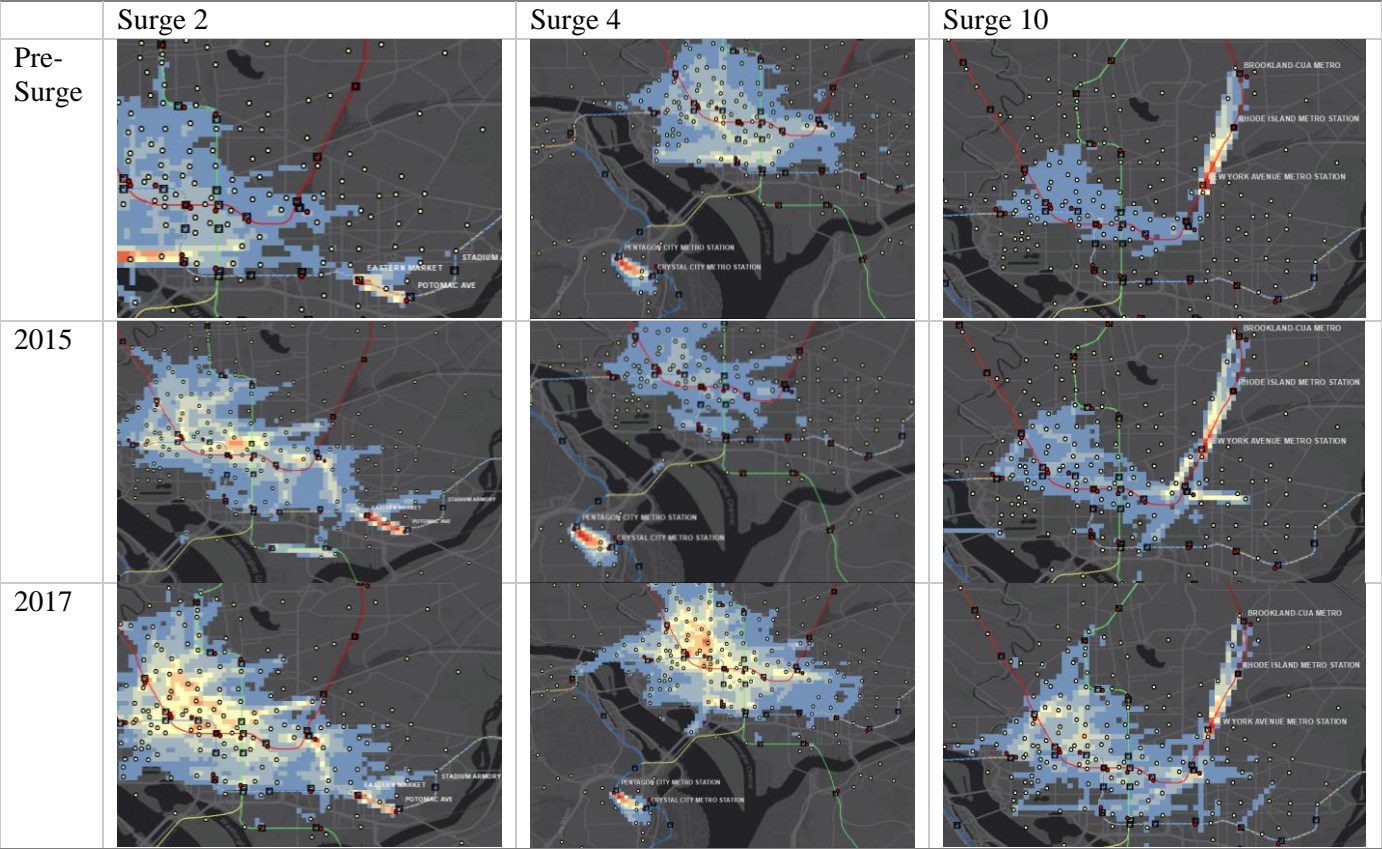 Surge 2
Surge 4
Surge 10
Pre-
Surge
EASTERN MARKET
STADIUM A
POTOMAC AVE
PENTAGON CITY METRO STATION
CRYSTAL CITY METRO STATION
BROOKLAND-CUA METRO
RHODE ISLAND METRO STATION
EW YORK AVENUE METRO STATION
2015
STADIUM ARMORY
EASTERN MARKET
POTOMAC AVE
PENTAGON CITY METRO STATION
CRYSTAL CITY METRO STATION
BROOKLAND-CUA METRO
RHODE ISLAND METRO STATION
NEW YORK AVENUE METRO STATION
2017
STADIUM ARMORY
EASTERN MARKET
POTOMAC AVE
PENTAGON CITY METRO STATION
CRYSTAL CITY METRO STATION
BROOKLAND-CUA METRO
RHODE ISLAND METRO STATION
NEW YORK AVENUE METRO STATION